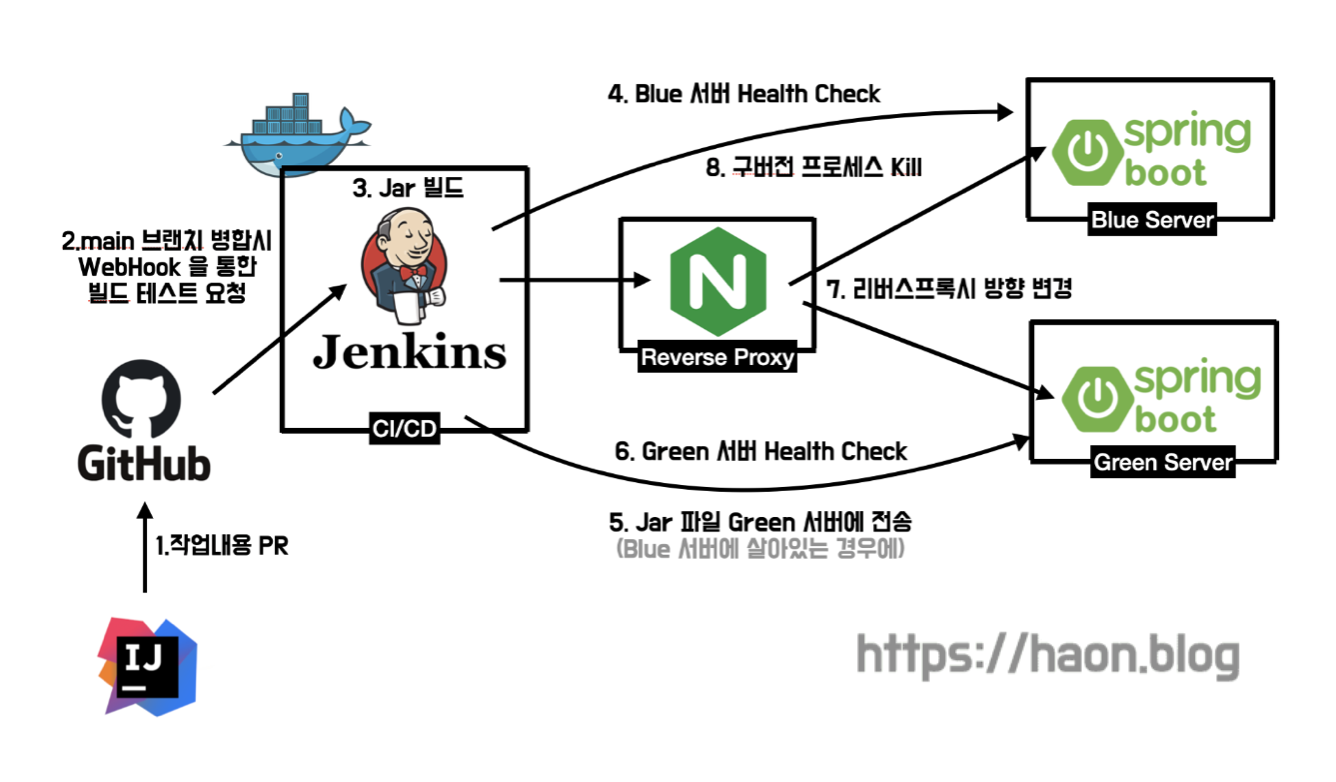 4. Blue 서버 Health Check
spring
boot
Blue Server
8. 구버전 프로세스 Kill
3. Jar 빌드
2.main 브랜치 병합시
WebHook 을 통한
빌드 테스트 요청
Jenkins
CI/CD
N
Reverse Proxy
7. 리버스프록시 방향 변경
spring
boot
Green Server
GitHub
6. Green 서버 Health Check
5. Jar 파일 Green 서버에 전송
(Blue 서버에 살아있는 경우에)
1.작업내용 PR
IJ
https://haon.blog